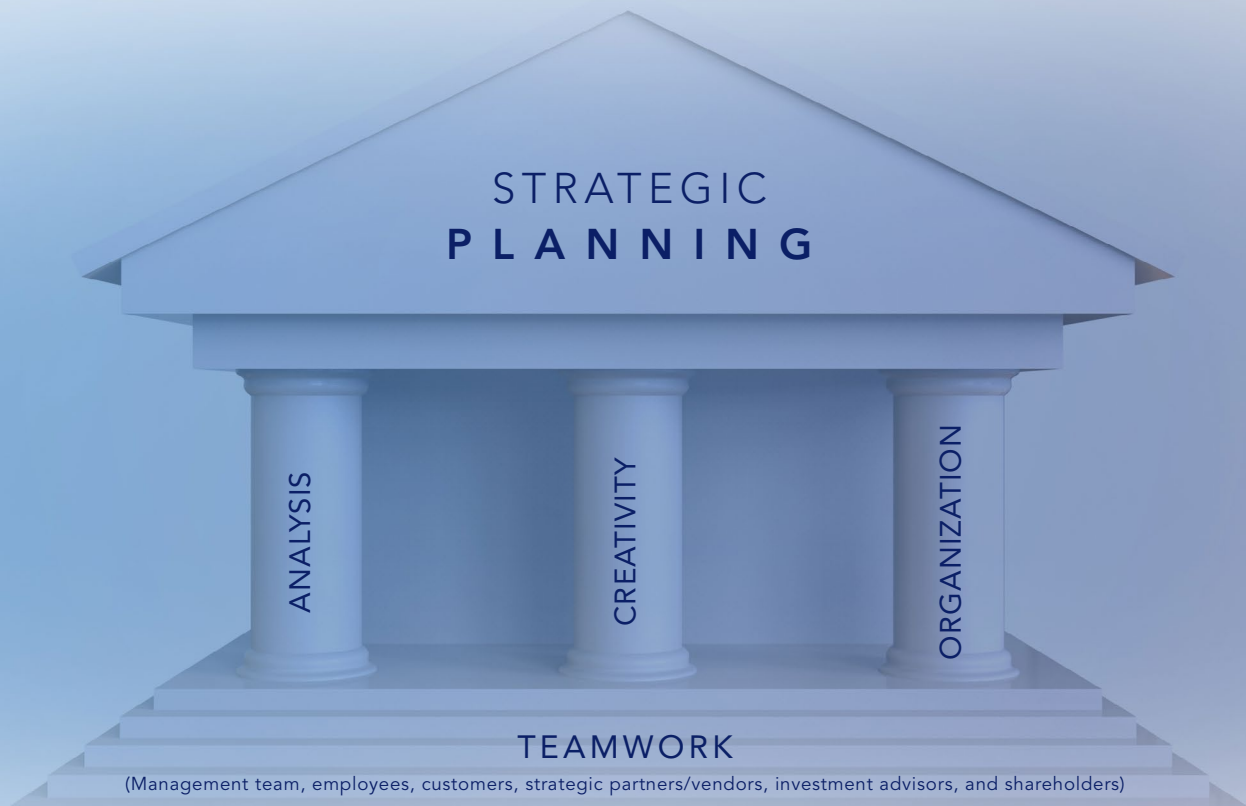 STRATEGIC
PLANNING
ANALYSIS
CREATIVITY
ORGANIZATION
TEAMWORK
(Management team, employees, customers, strategic partners/vendors, investment advisors, and shareholders)